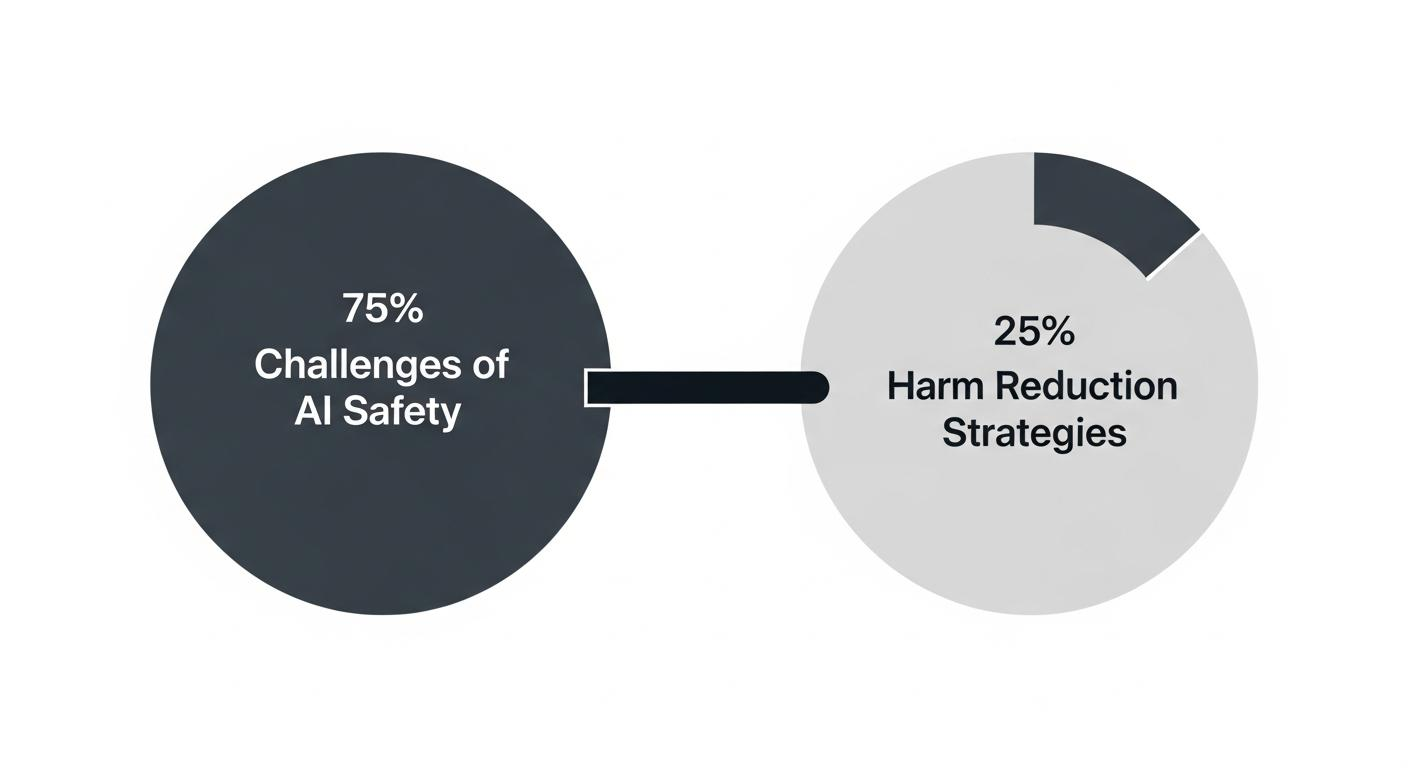 75%
Challenges of
AI Safety
25%
Harm Reduction
Strategies